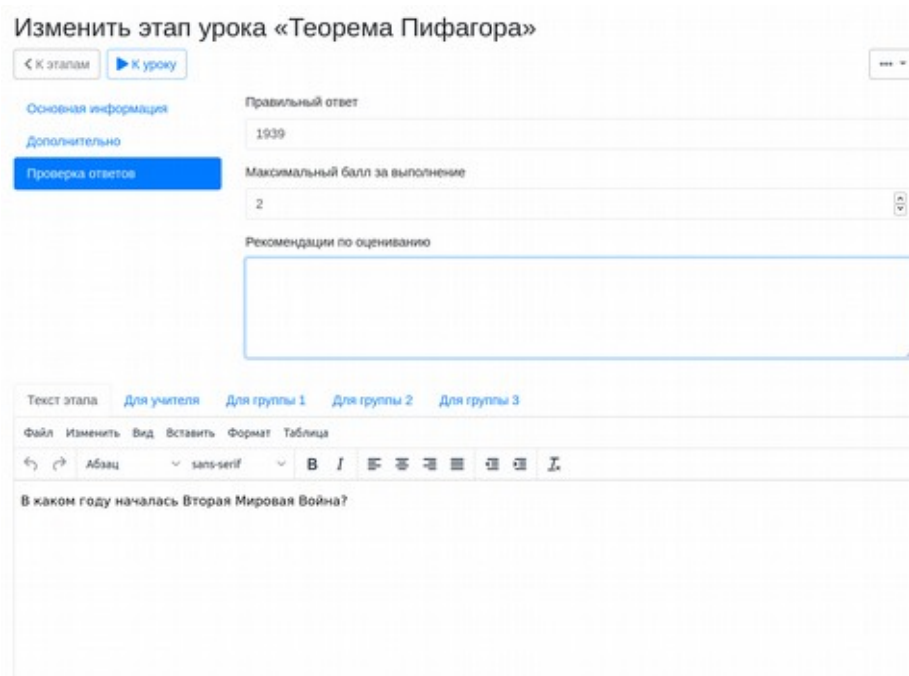 Изменить этап урока «Теорема Пифагора»
К этапам К уроку
Основная информация
Дополнительно
Проверка ответов
Правильный ответ
1939
Максимальный балл за выполнение
2
Рекомендации по оцениванию
Текст этапа Для учителя Для группы 1 Для группы 2 Для группы 3
Файл Изменить Вид Вставить Формат Таблица
Абзац sans-serif B I
В каком году началась Вторая Мировая Война?